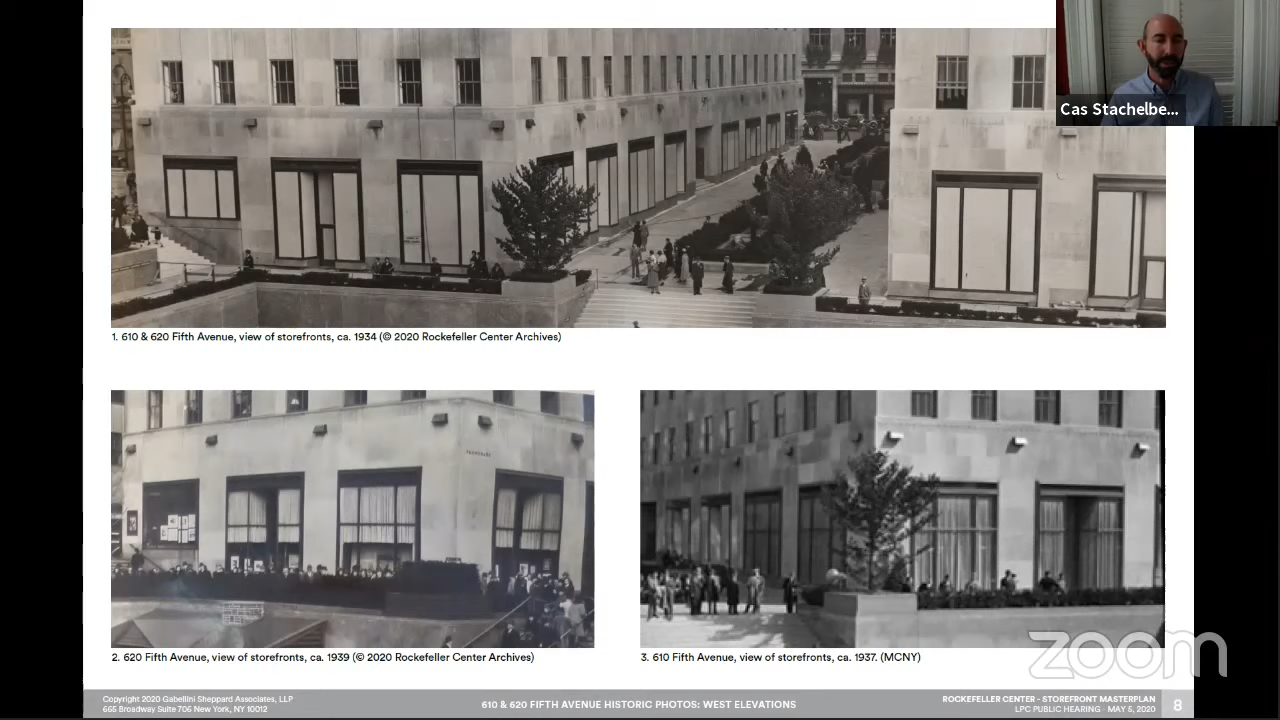 Cas Stachelbe...
1. 610 & 620 Fifth Avenue, view of storefronts, ca. 1934 (© 2020 Rockefeller Center Archives)
PROMENADE
2. 620 Fifth Avenue, view of storefronts, ca. 1939 (© 2020 Rockefeller Center Archives)
3. 610 Fifth Avenue, view of storefronts, ca. 1937. (MCNY)
zoom
Copyright 2020 Gabellini Sheppard Associates, LLP
665 Broadway Suite 706 New York, NY 10012
610 & 620 FIFTH AVENUE HISTORIC PHOTOS: WEST ELEVATIONS
ROCKEFELLER CENTER - STOREFRONT MASTERPLAN
LPC PUBLIC HEARING - MAY 5, 2020
8